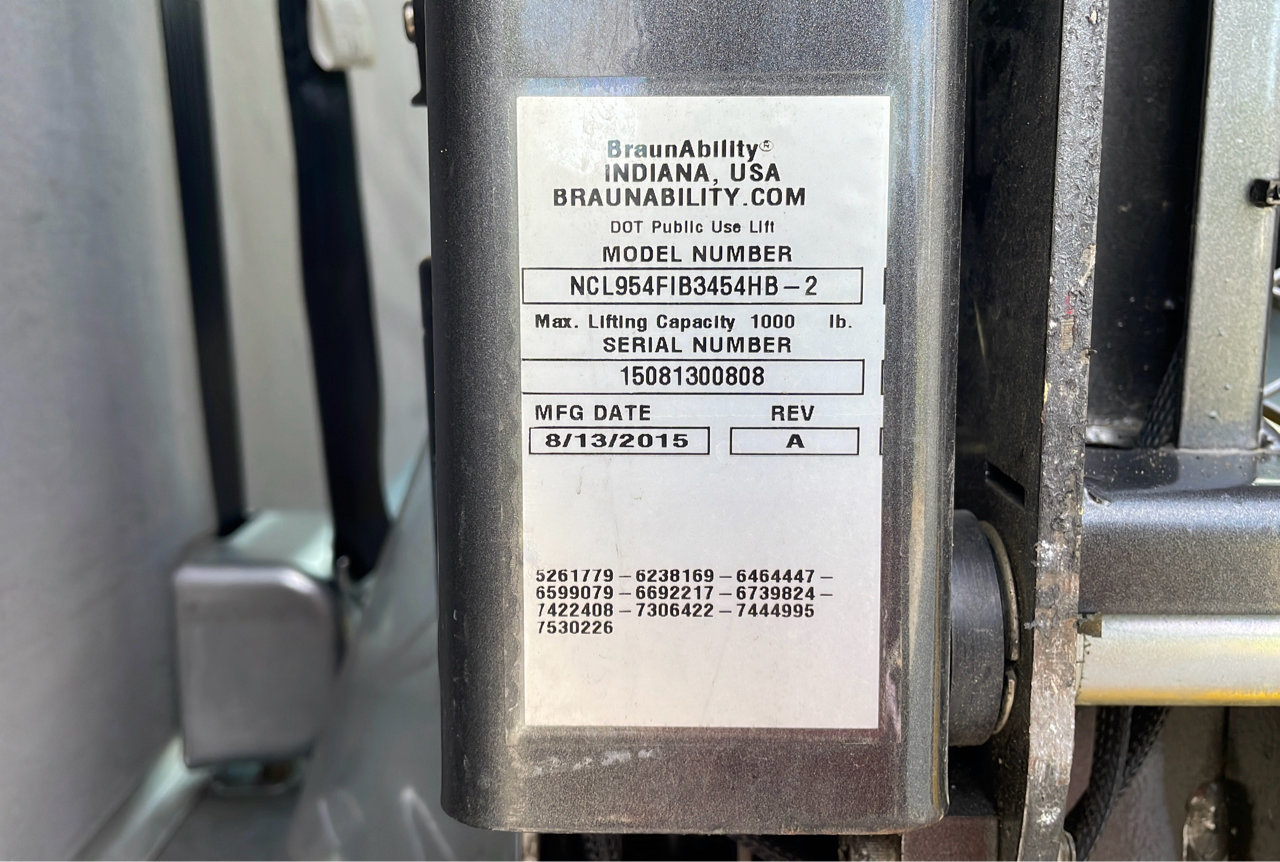 BraunAbility®
INDIANA, USA
BRAUNABILITY.COM
DOT Public Use Lift
MODEL NUMBER
NCL954FIB3454HB-2
Max. Lifting Capacity 1000 lb.
SERIAL NUMBER
15081300808
MFG DATE REV
8/13/2015 A
5261779-6238169-6464447-
6599079-6692217-6739824-
7422408-7306422-7444995
7530226